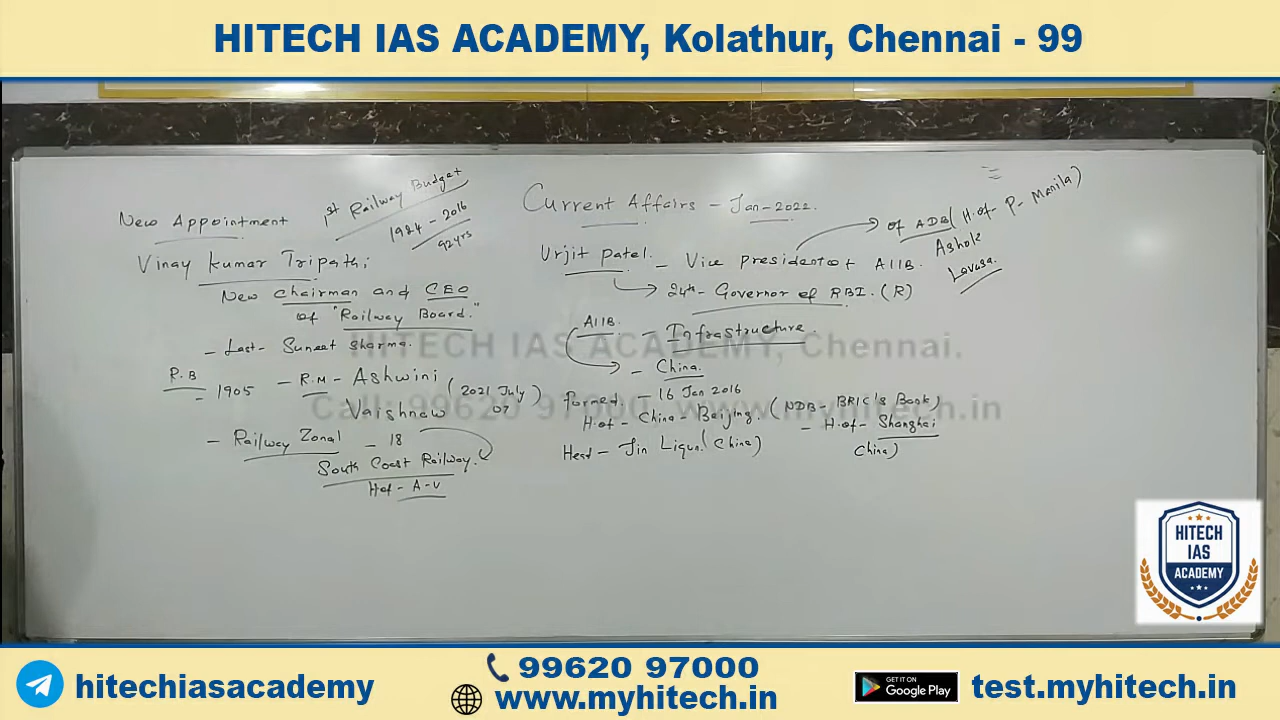 HITECH IAS ACADEMY, Kolathur, Chennai - 99
Current Affairs - Jan-2022.
New Appointment
1st Railway Budget
1924 - 2016
92yrs
Vinay kumar Tripathi
New Chairman and CEO
of "Railway Board."
- Last - Suneet Sharma.
R.B
- 1905 - R.M - Ashwini
Vaishnaw
(2021 July)
07
- Railway Zonal - 18
South Coast Railway.
H.of - A-V
Urjit patel. - Vice president of AIIB.
of ADB (H.of - P- Manila)
Ashok
Lavasa.
24th - Governor of RBI. (R)
AIIB. - Infrastructure.
- China.
formed - 16 Jan 2016
H.of - China - Beijing. (NDB - BRIC's Bank)
- H.of - Shanghai
China)
Head - Jin Liqun. (China)
HITECH IAS ACADEMY, Chennai.
Call: 99620 97000, www.myhitech.in
HITECH
IAS
ACADEMY
hitechiasacademy
99620 97000
www.myhitech.in
GET IT ON
Google Play
test.myhitech.in